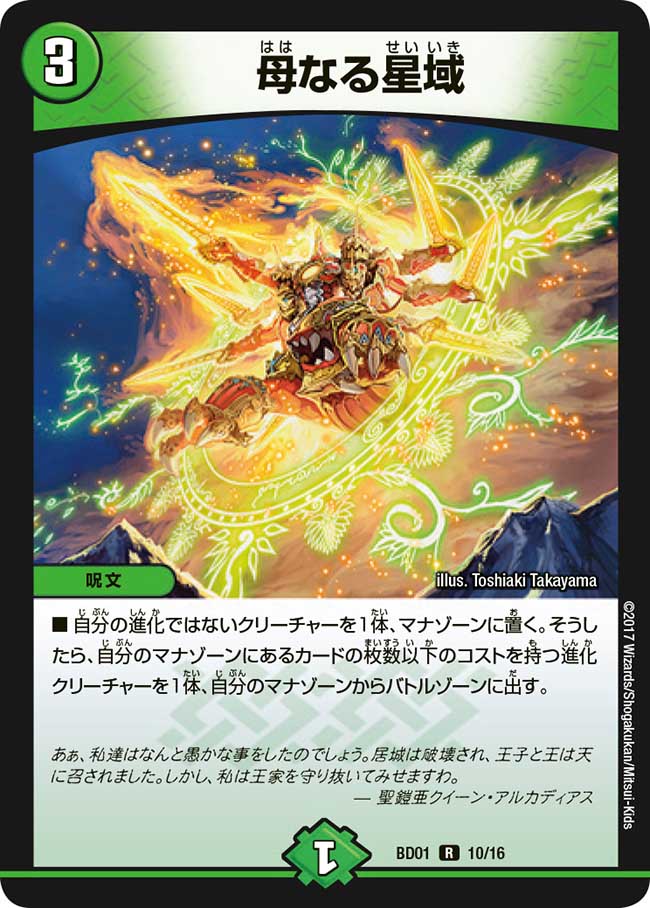 3
母なる星域
はは せいいき
呪文
illus. Toshiaki Takayama
■自分の進化ではないクリーチャーを1体、マナゾーンに置く。そうし
たら、自分のマナゾーンにあるカードの枚数以下のコストを持つ進化
クリーチャーを1体、自分のマナゾーンからバトルゾーンに出す。
あぁ、私達はなんと愚かな事をしたのでしょう。居城は破壊され、王子と王は天
に召されました。しかし、私は王家を守り抜いてみせますわ。
— 聖鎧亜クイーン・アルカディアス
1
BD01 R 10/16
©2017 Wizards/Shogakukan/Mitsui-Kids